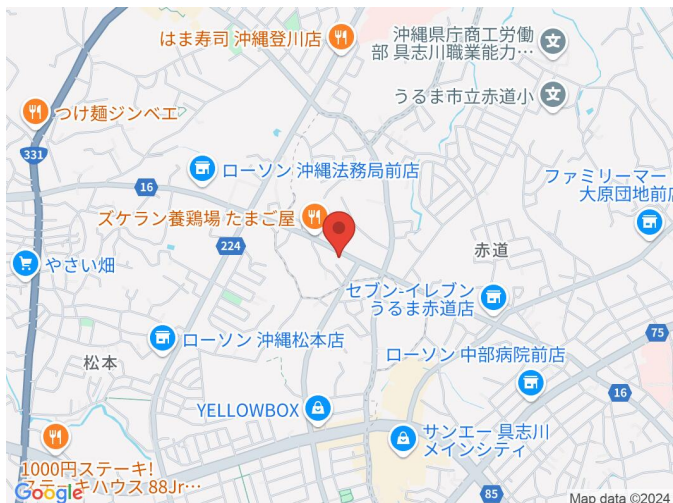 はま寿司 沖縄登川店
沖縄県庁商工労働
部 具志川職業能力…
つけ麺ジンベエ
うるま市立赤道小
331
ローソン 沖縄法務局前店
16
ファミリーマー
大原団地前店
ズケラン養鶏場 たまご屋
224
赤道
やさい畑
セブン-イレブン
うるま赤道店
ローソン 沖縄松本店
75
松本
ローソン 中部病院前店
16
YELLOWBOX
サンエー 具志川
メインシティ
1000円ステーキ!
ステーキハウス 88Jr…
85
Google
Map data ©2024